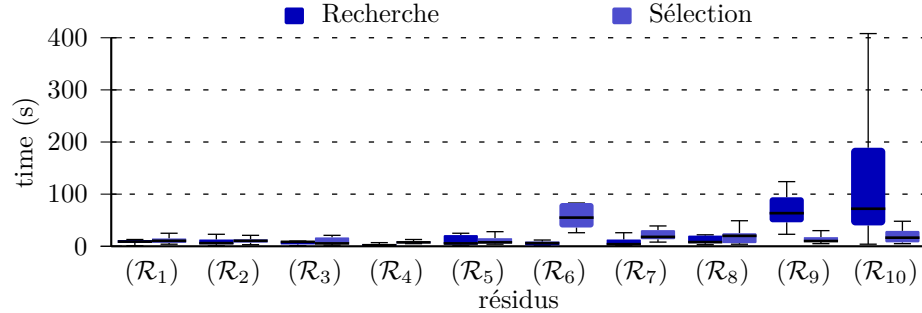 Recherche Sélection
400
300
200
100
0
time (s)
(ℛ₁) (ℛ₂) (ℛ₃) (ℛ₄) (ℛ₅) (ℛ₆) (ℛ₇) (ℛ₈) (ℛ₉) (ℛ₁₀)
résidus